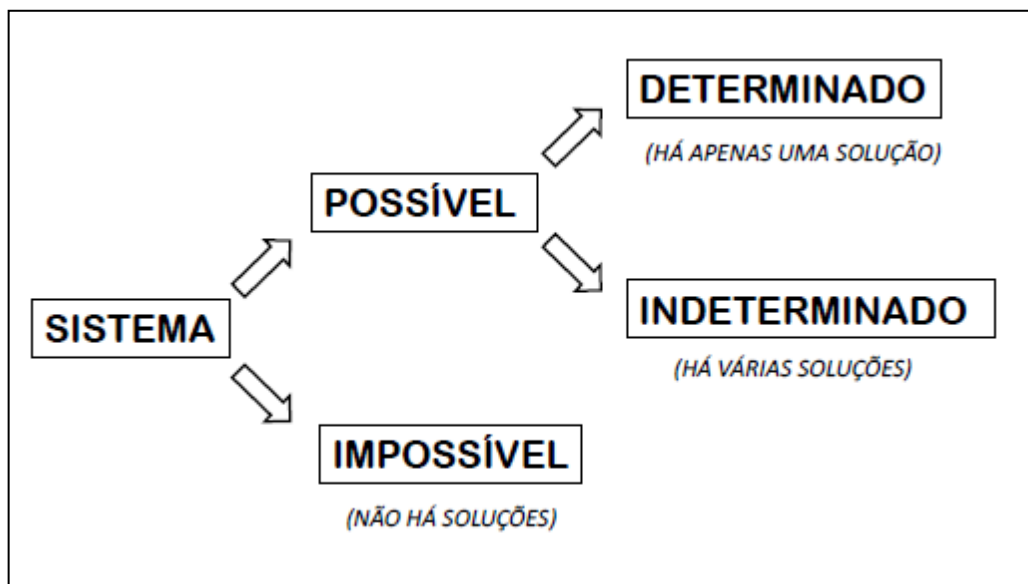 DETERMINADO
(HÁ APENAS UMA SOLUÇÃO)
POSSÍVEL
INDETERMINADO
(HÁ VÁRIAS SOLUÇÕES)
SISTEMA
IMPOSSÍVEL
(NÃO HÁ SOLUÇÕES)